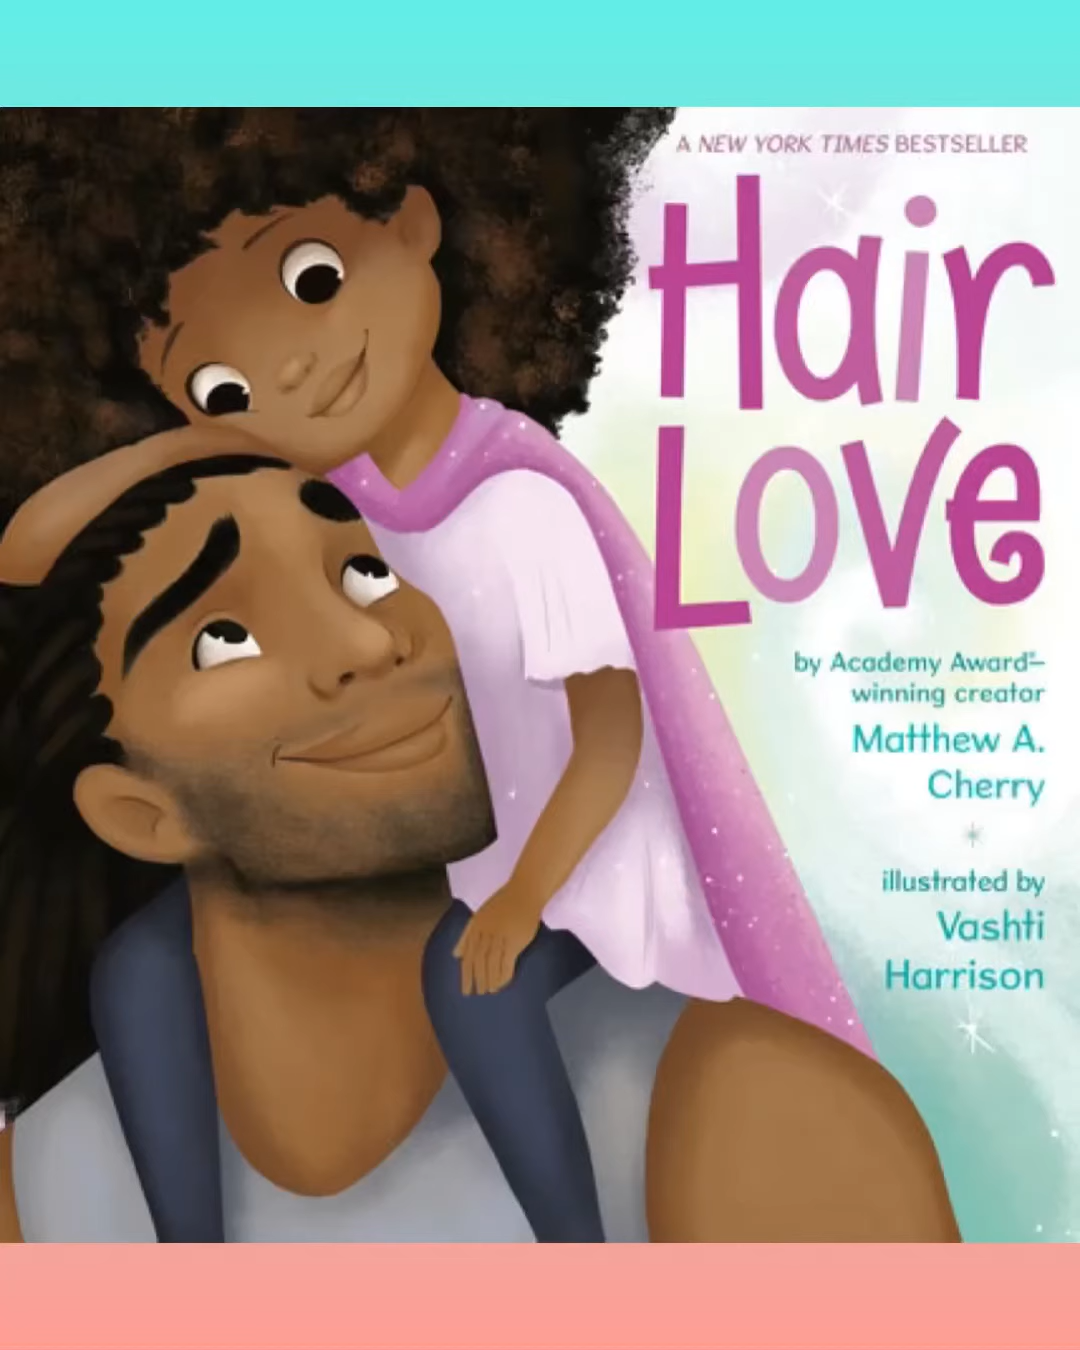 A NEW YORK TIMES BESTSELLER
Hair
Love
by Academy Award®–
winning creator
Matthew A.
Cherry
illustrated by
Vashti
Harrison